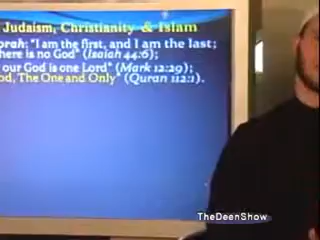 Judaism, Christianity & Islam
orah: "I am the first, and I am the last;
here is no God" (Isaiah 44:6);
our God is one Lord" (Mark 12:29);
od, The One and Only" (Quran 112:1).
TheDeenShow